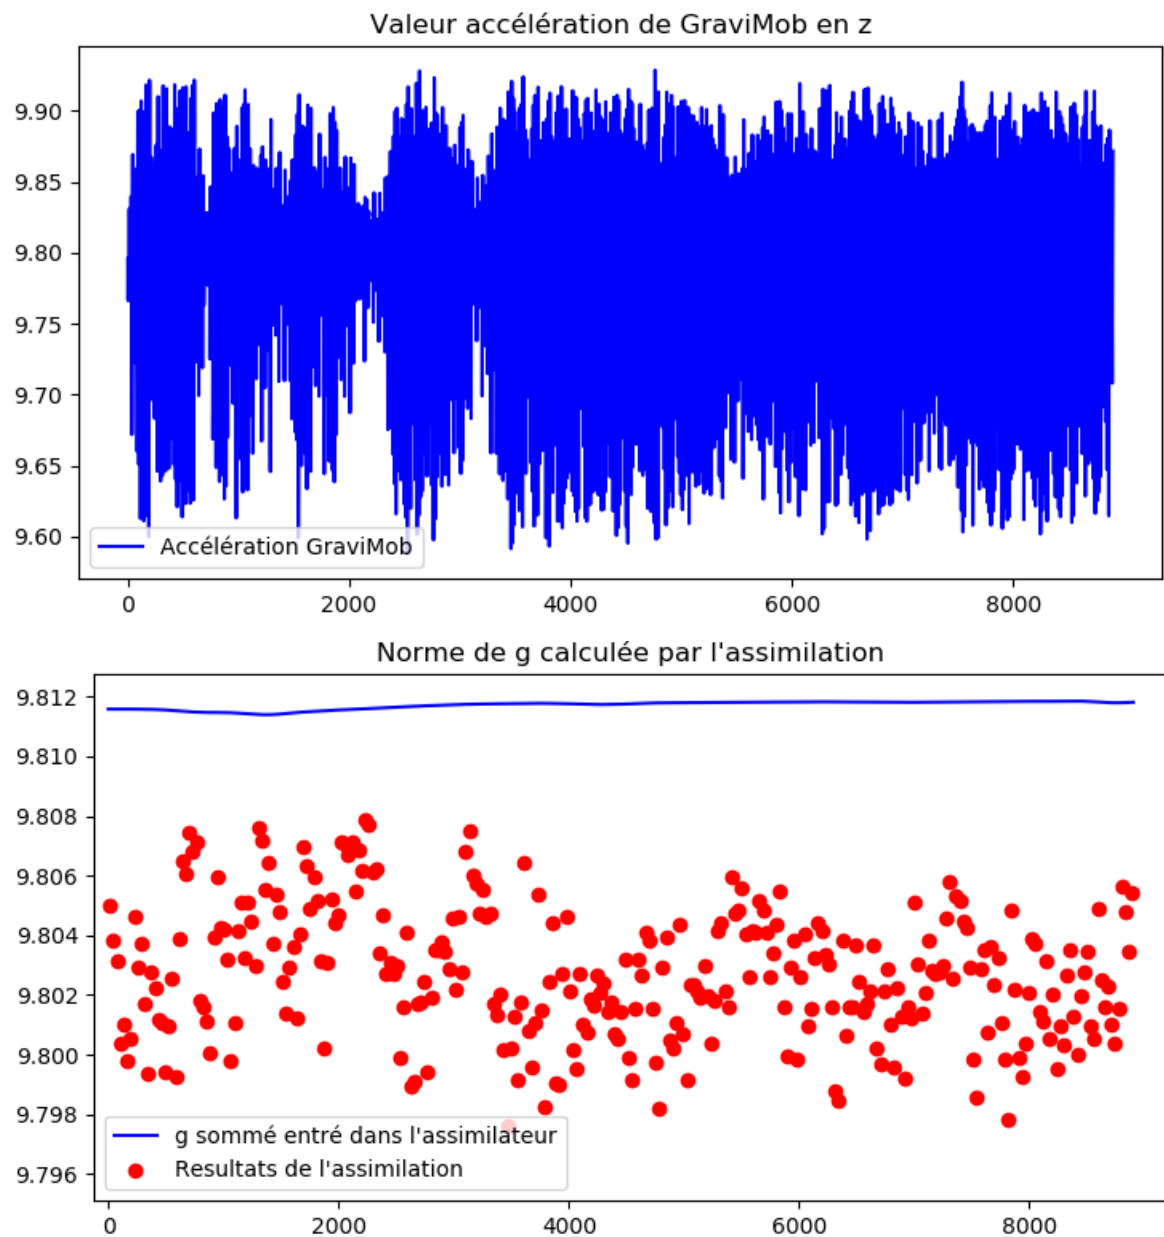 Valeur accélération de GraviMob en z
9.90
9.85
9.80
9.75
9.70
9.65
9.60
Accélération GraviMob
0 2000 4000 6000 8000
Norme de g calculée par l'assimilation
9.812
9.810
9.808
9.806
9.804
9.802
9.800
9.798
9.796
g sommé entré dans l'assimilateur
Resultats de l'assimilation
0 2000 4000 6000 8000